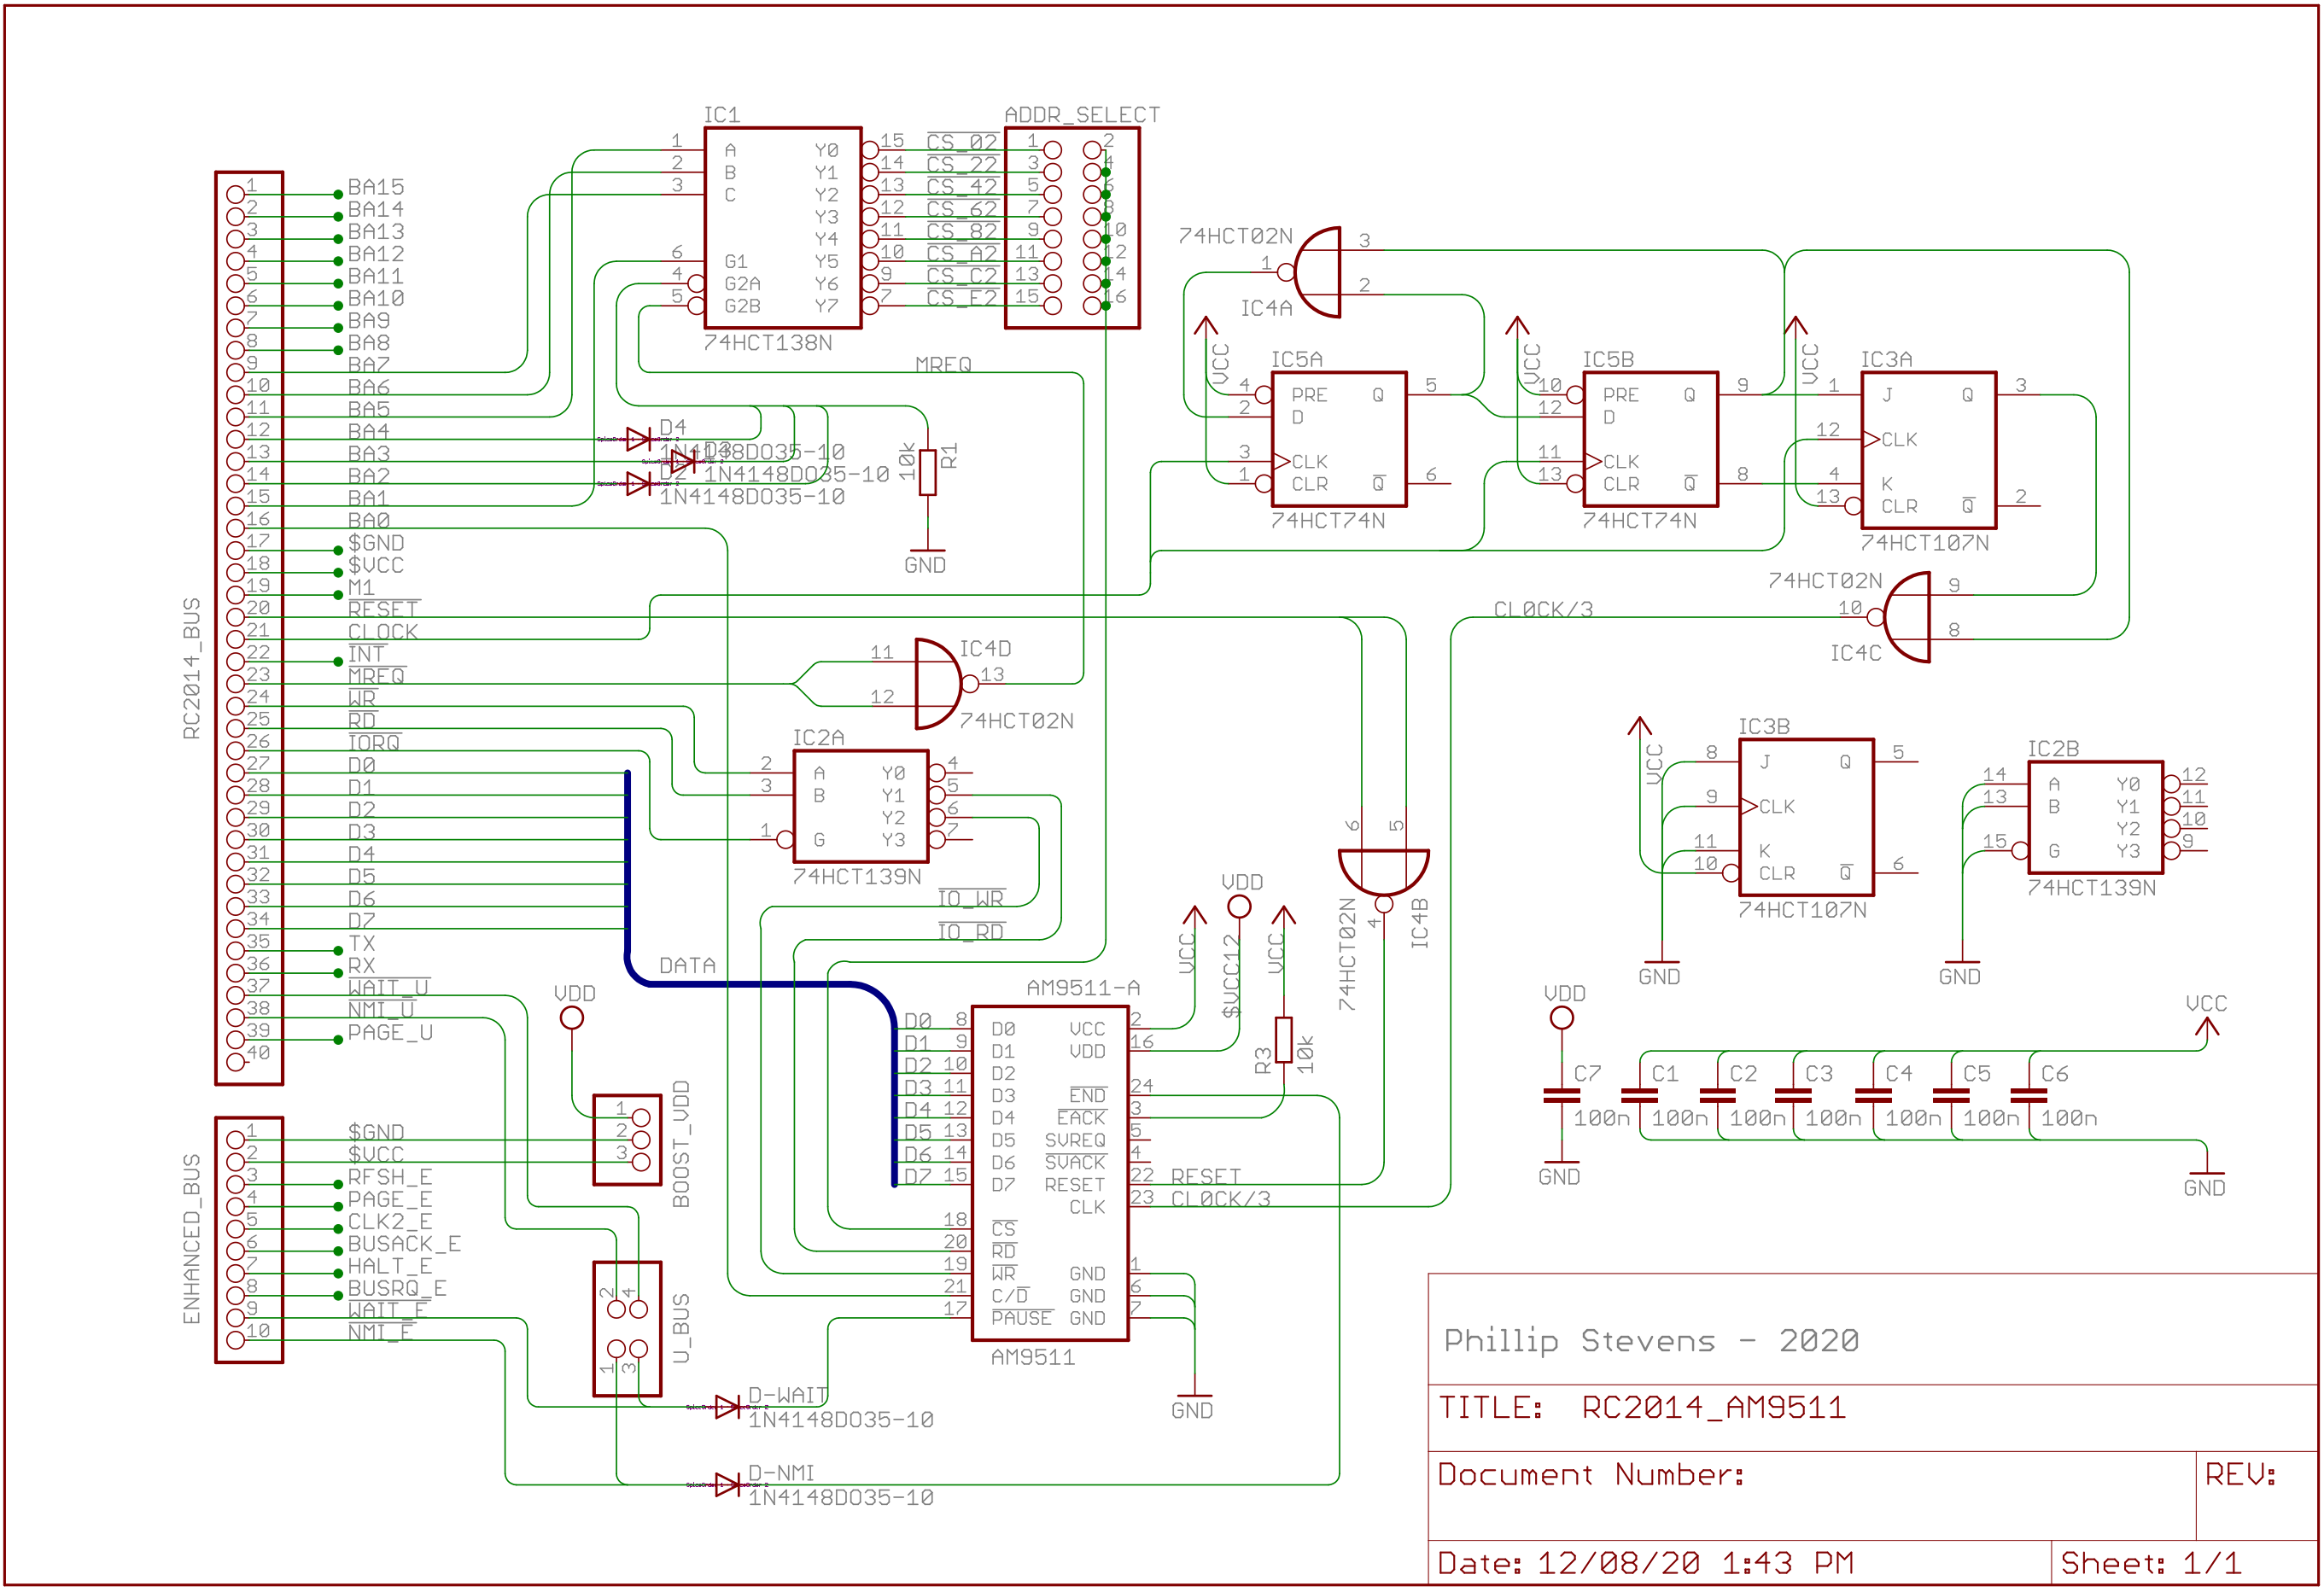 IC1
1 A Y0 15
2 B Y1 14
3 C Y2 13
Y3 12
Y4 11
6 G1 Y5 10
4 G2A Y6 9
5 G2B Y7 7
74HCT138N
CS_02
CS_22
CS_42
CS_62
CS_82
CS_A2
CS_C2
CS_E2
ADDR_SELECT
1 2
3 4
5 6
7 8
9 10
11 12
13 14
15 16
RC2014_BUS
1 BA15
2 BA14
3 BA13
4 BA12
5 BA11
6 BA10
7 BA9
8 BA8
9 BA7
10 BA6
11 BA5
12 BA4
13 BA3
14 BA2
15 BA1
16 BA0
17 $GND
18 $VCC
19 M1
20 RESET
21 CLOCK
22 INT
23 MREQ
24 WR
25 RD
26 IORQ
27 D0
28 D1
29 D2
30 D3
31 D4
32 D5
33 D6
34 D7
35 TX
36 RX
37 WAIT_U
38 NMI_U
39 PAGE_U
40
MREQ
D4
1N4148DO35-10
D3
1N4148DO35-10
D2
1N4148DO35-10
10k
R1
GND
74HCT02N
3
1
2
IC4A
VCC
IC5A
4 PRE Q 5
2 D
3 CLK
1 CLR Q 6
74HCT74N
VCC
IC5B
10 PRE Q 9
12 D
11 CLK
13 CLR Q 8
74HCT74N
VCC
IC3A
1 J Q 3
12 CLK
4 K
13 CLR Q 2
74HCT107N
74HCT02N
9
10
8
IC4C
CLOCK/3
11
12
IC4D
13
74HCT02N
IC2A
2 A Y0 4
3 B Y1 5
Y2 6
1 G Y3 7
74HCT139N
IO_WR
IO_RD
DATA
6
5
4
74HCT02N
IC4B
VCC
IC3B
8 J Q 5
9 CLK
11 K
10 CLR Q 6
74HCT107N
GND
IC2B
14 A Y0 12
13 B Y1 11
Y2 10
15 G Y3 9
74HCT139N
GND
VCC
VDD
$VCC12
VCC
R3
10k
AM9511-A
D0 8 D0 VCC 2
D1 9 D1 VDD 16
D2 10 D2
D3 11 D3 END 24
D4 12 D4 EACK 3
D5 13 D5 SVREQ 5
D6 14 D6 SVACK 4
D7 15 D7 RESET 22 RESET
CLK 23 CLOCK/3
18 CS
20 RD
19 WR GND 1
21 C/D GND 6
17 PAUSE GND 7
AM9511
GND
VDD
1
2
3
BOOST_VDD
ENHANCED_BUS
1 $GND
2 $VCC
3 RFSH_E
4 PAGE_E
5 CLK2_E
6 BUSACK_E
7 HALT_E
8 BUSRQ_E
9 WAIT_E
10 NMI_E
2 4
1 3
U_BUS
D-WAIT
1N4148DO35-10
D-NMI
1N4148DO35-10
VDD
VCC
C7
100n
C1
100n
C2
100n
C3
100n
C4
100n
C5
100n
C6
100n
GND
GND
Phillip Stevens - 2020
TITLE: RC2014_AM9511
Document Number:
REV:
Date: 12/08/20 1:43 PM
Sheet: 1/1